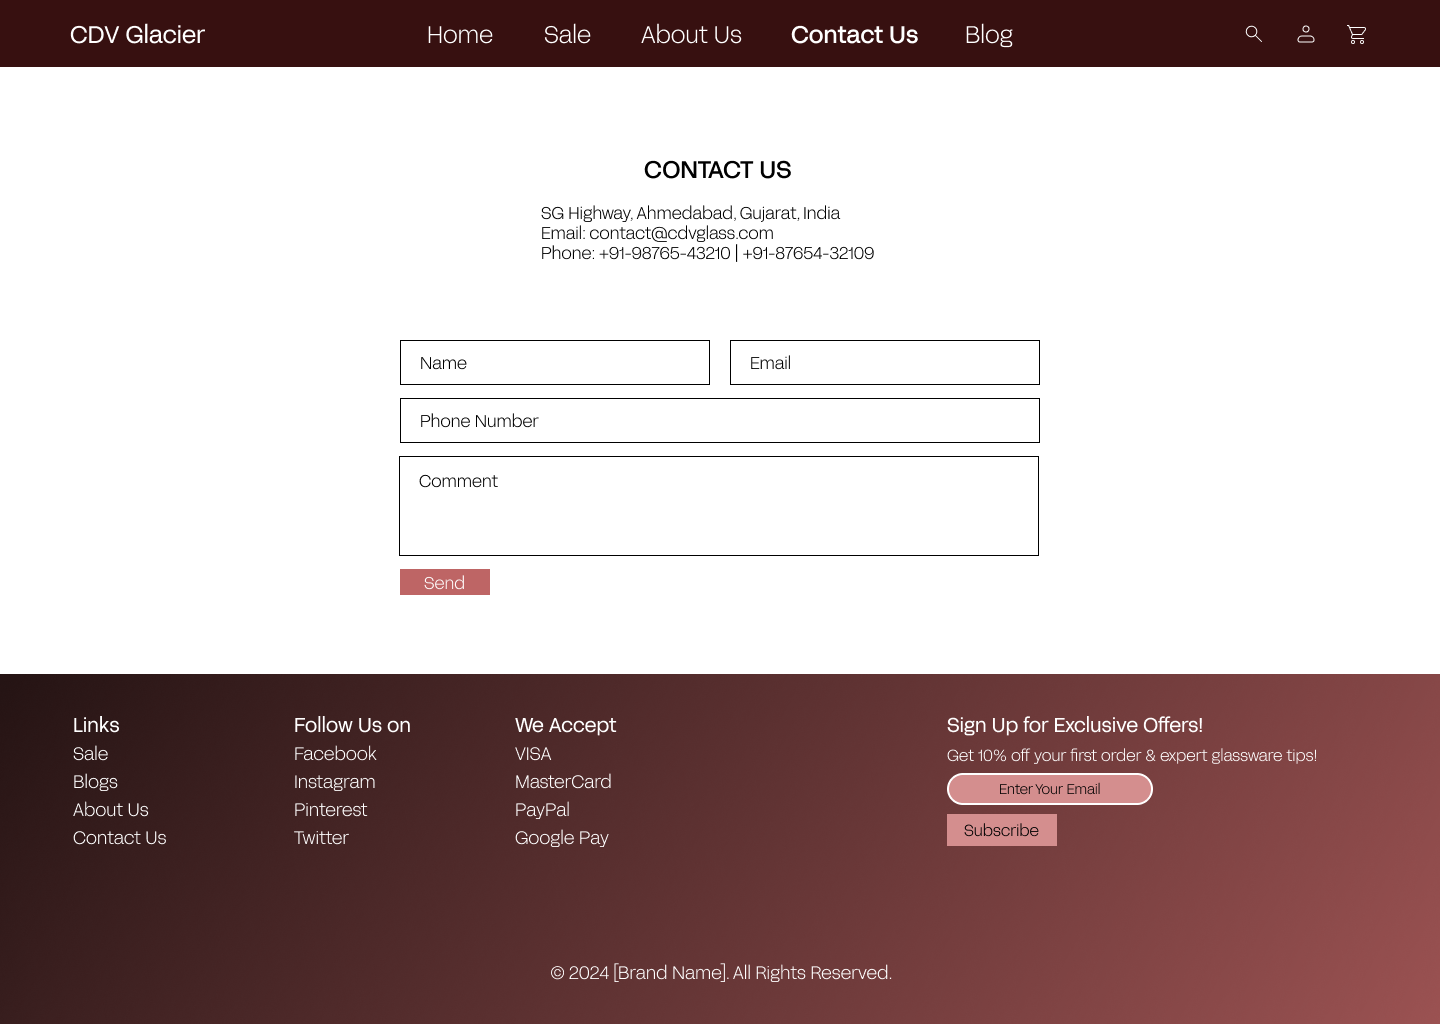 CDV Glacier
Home
Sale
About Us
Contact Us
Blog
CONTACT US
SG Highway, Ahmedabad, Gujarat, India
Email: contact@cdvglass.com
Phone: +91-98765-43210 | +91-87654-32109
Name
Email
Phone Number
Comment
Send
Links
Sale
Blogs
About Us
Contact Us
Follow Us on
Facebook
Instagram
Pinterest
Twitter
We Accept
VISA
MasterCard
PayPal
Google Pay
Sign Up for Exclusive Offers!
Get 10% off your first order & expert glassware tips!
Enter Your Email
Subscribe
© 2024 [Brand Name]. All Rights Reserved.